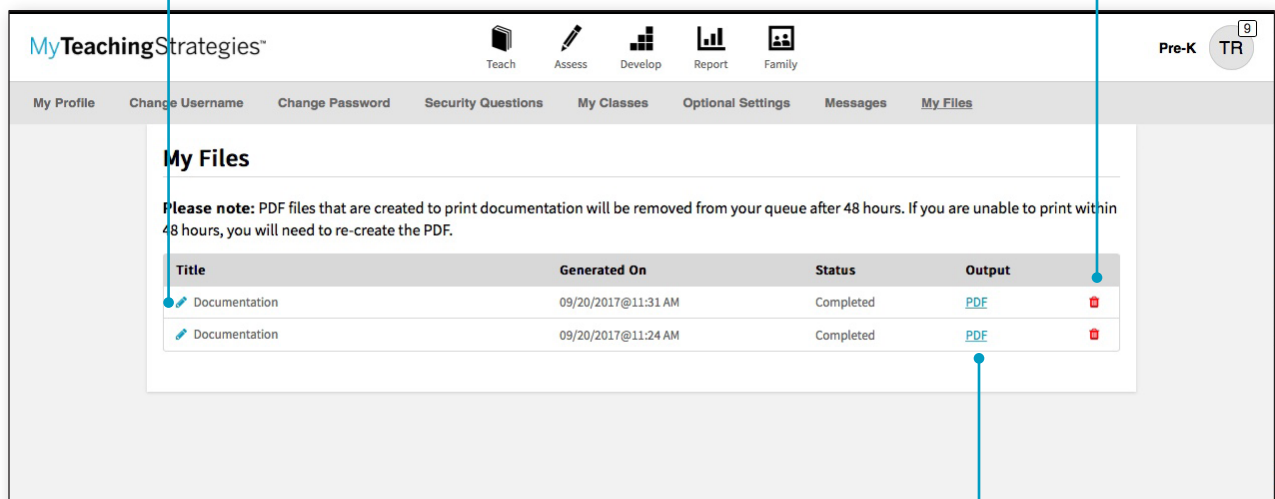 MyTeachingStrategies™
Teach
Assess
Develop
Report
Family
Pre-K
TR
9
My Profile
Change Username
Change Password
Security Questions
My Classes
Optional Settings
Messages
My Files
My Files
Please note: PDF files that are created to print documentation will be removed from your queue after 48 hours. If you are unable to print within
48 hours, you will need to re-create the PDF.
Title Generated On Status Output
Documentation 09/20/2017@11:31 AM Completed PDF
Documentation 09/20/2017@11:24 AM Completed PDF